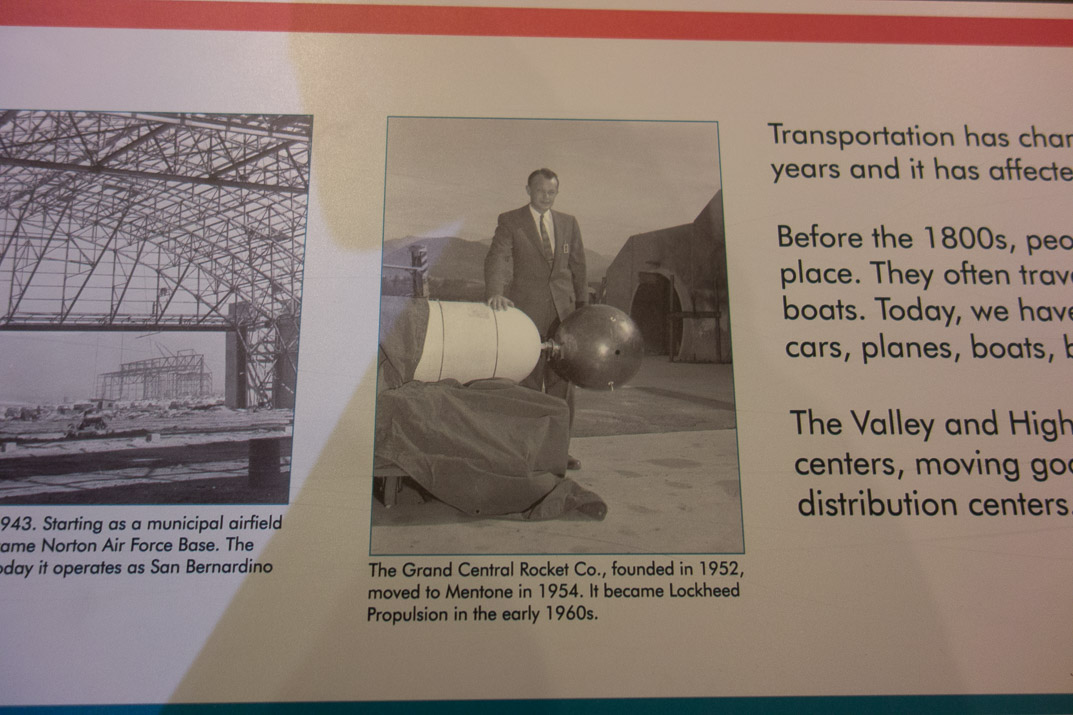 943. Starting as a municipal airfield
ame Norton Air Force Base. The
oday it operates as San Bernardino
The Grand Central Rocket Co., founded in 1952,
moved to Mentone in 1954. It became Lockheed
Propulsion in the early 1960s.
Transportation has char
years and it has affecte
Before the 1800s, peo
place. They often trave
boats. Today, we have
cars, planes, boats, b
The Valley and High
centers, moving goo
distribution centers.